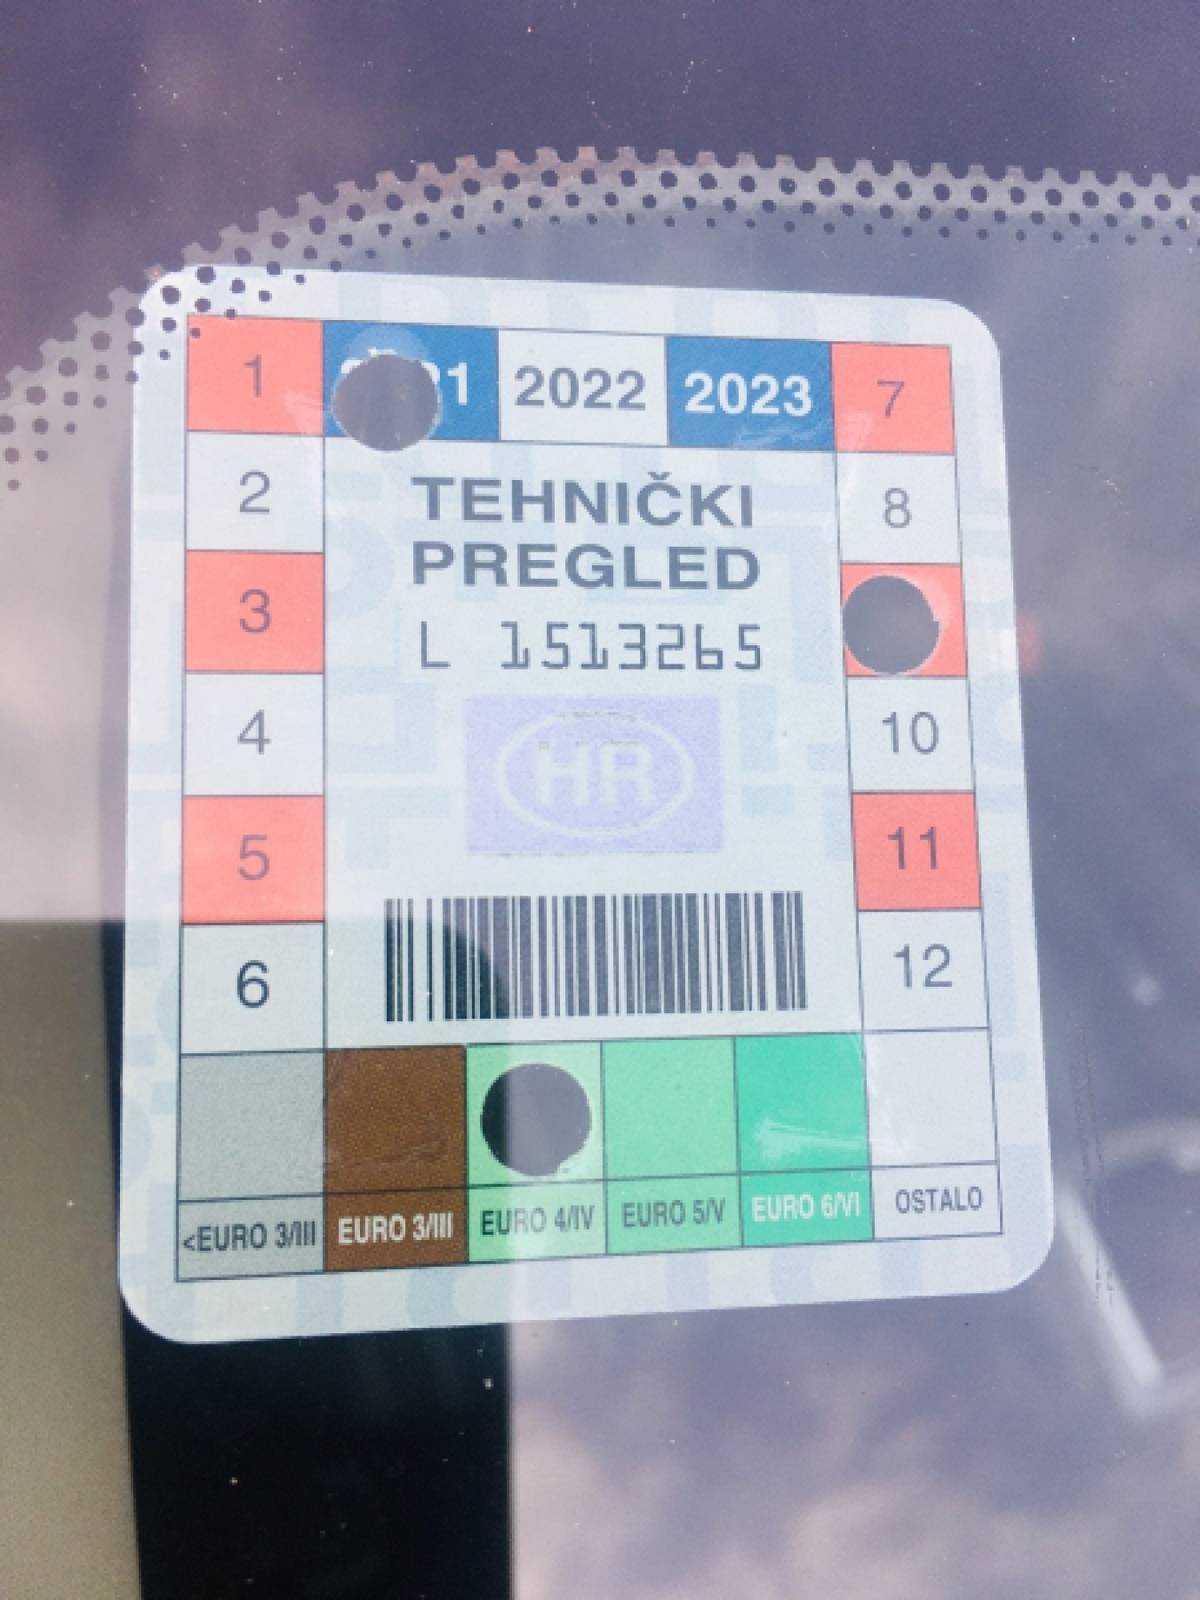 1 2022 2023 7
2 TEHNIČKI 8
3 PREGLED
L 1513265
4 HR 10
5 11
6 12
<EURO 3/III EURO 3/III EURO 4/IV EURO 5/V EURO 6/VI OSTALO